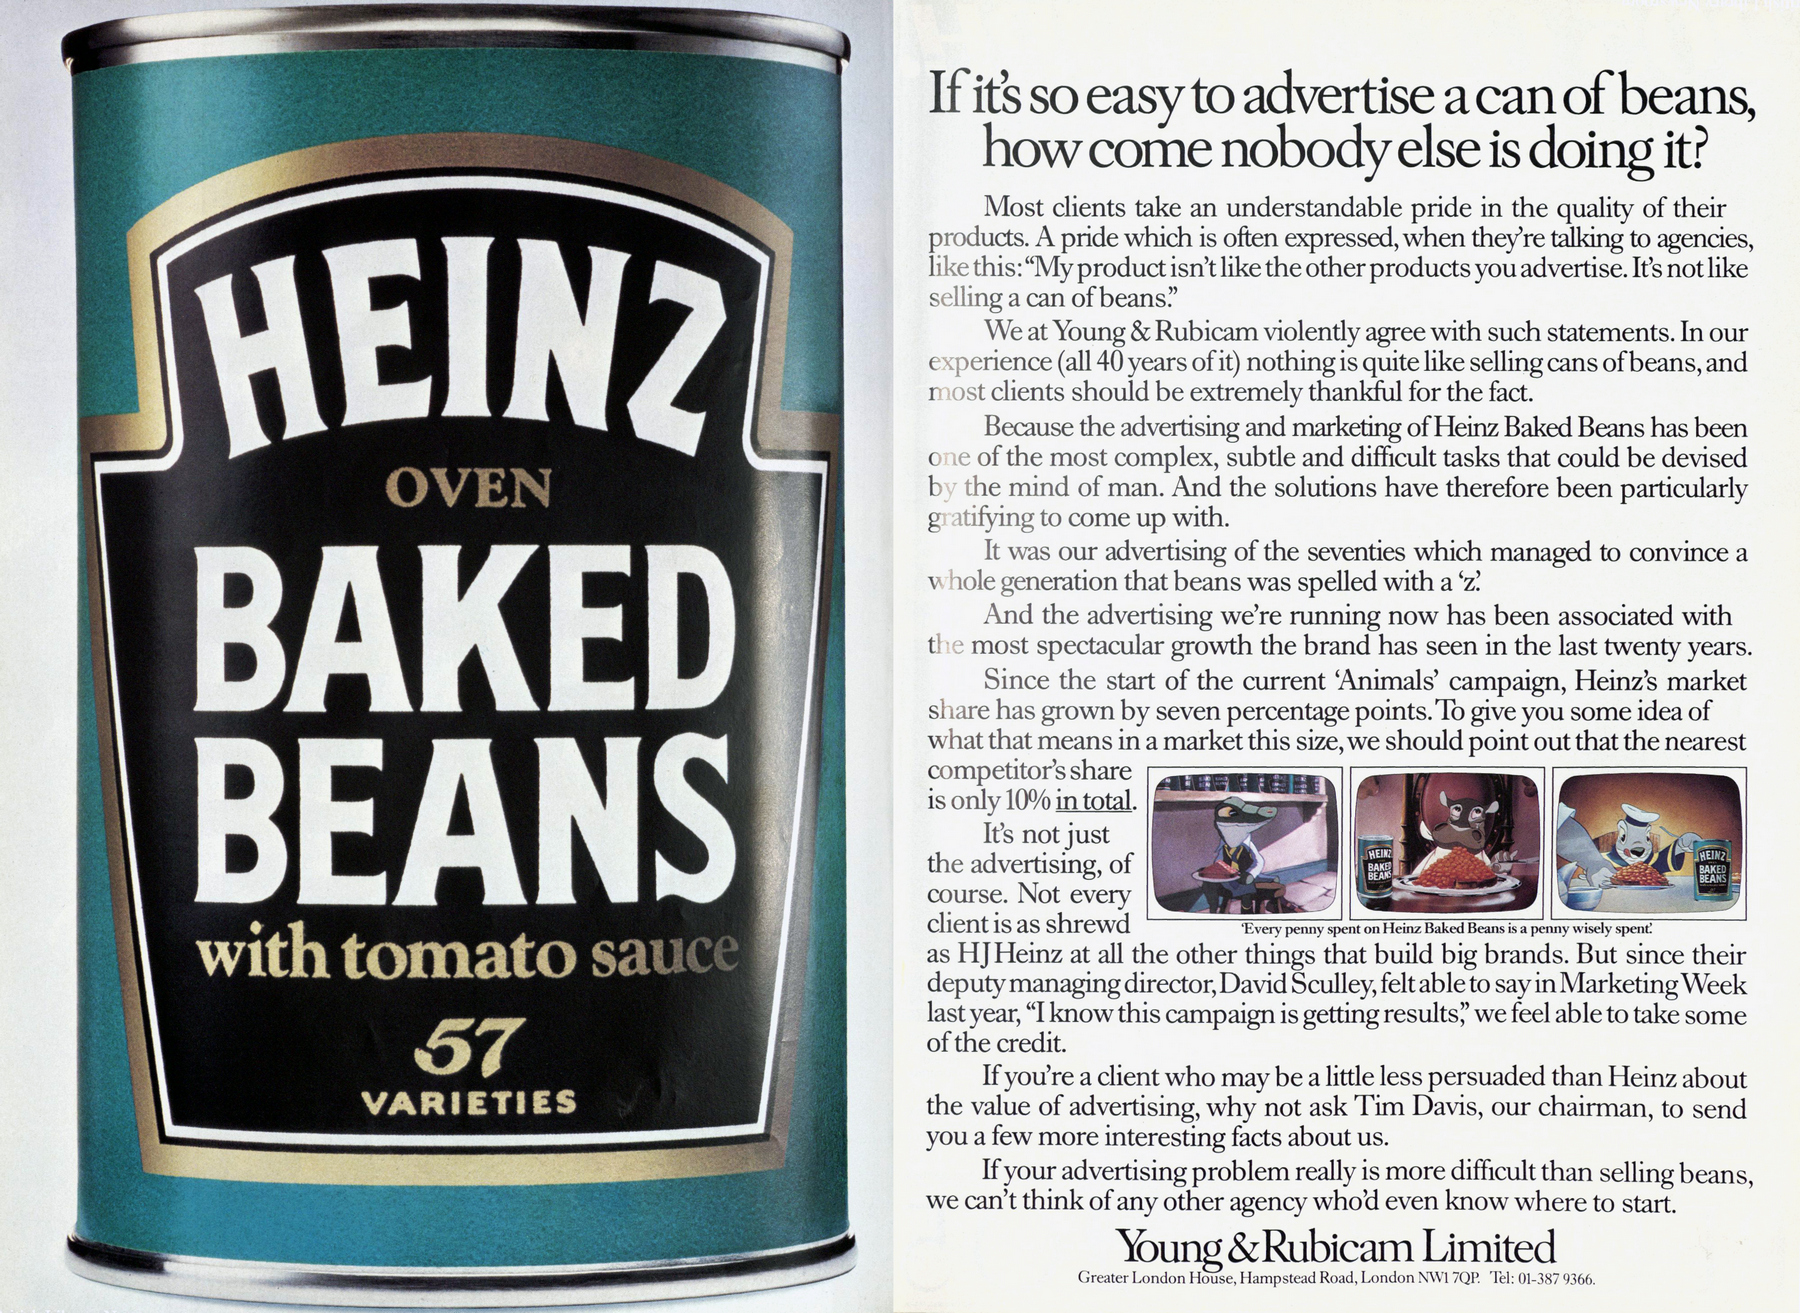 HEINZ
OVEN
BAKED
BEANS
with tomato sauce
57
VARIETIES
If it's so easy to advertise a can of beans,
how come nobody else is doing it?
Most clients take an understandable pride in the quality of their
products. A pride which is often expressed, when they're talking to agencies,
like this: “My product isn't like the other products you advertise. It's not like
selling a can of beans.”
We at Young & Rubicam violently agree with such statements. In our
experience (all 40 years of it) nothing is quite like selling cans of beans, and
most clients should be extremely thankful for the fact.
Because the advertising and marketing of Heinz Baked Beans has been
one of the most complex, subtle and difficult tasks that could be devised
by the mind of man. And the solutions have therefore been particularly
gratifying to come up with.
It was our advertising of the seventies which managed to convince a
whole generation that beans was spelled with a ‘z’.
And the advertising we're running now has been associated with
the most spectacular growth the brand has seen in the last twenty years.
Since the start of the current ‘Animals’ campaign, Heinz's market
share has grown by seven percentage points. To give you some idea of
what that means in a market this size, we should point out that the nearest
competitor's share
is only 10% in total.
It's not just
the advertising, of
course. Not every
client is as shrewd
HEINZ
BAKED
BEANS
HEINZ
BAKED
BEANS
‘Every penny spent on Heinz Baked Beans is a penny wisely spent.’
as HJ Heinz at all the other things that build big brands. But since their
deputy managing director, David Sculley, felt able to say in Marketing Week
last year, “I know this campaign is getting results,” we feel able to take some
of the credit.
If you're a client who may be a little less persuaded than Heinz about
the value of advertising, why not ask Tim Davis, our chairman, to send
you a few more interesting facts about us.
If your advertising problem really is more difficult than selling beans,
we can't think of any other agency who'd even know where to start.
Young & Rubicam Limited
Greater London House, Hampstead Road, London NW1 7QP. Tel: 01-387 9366.